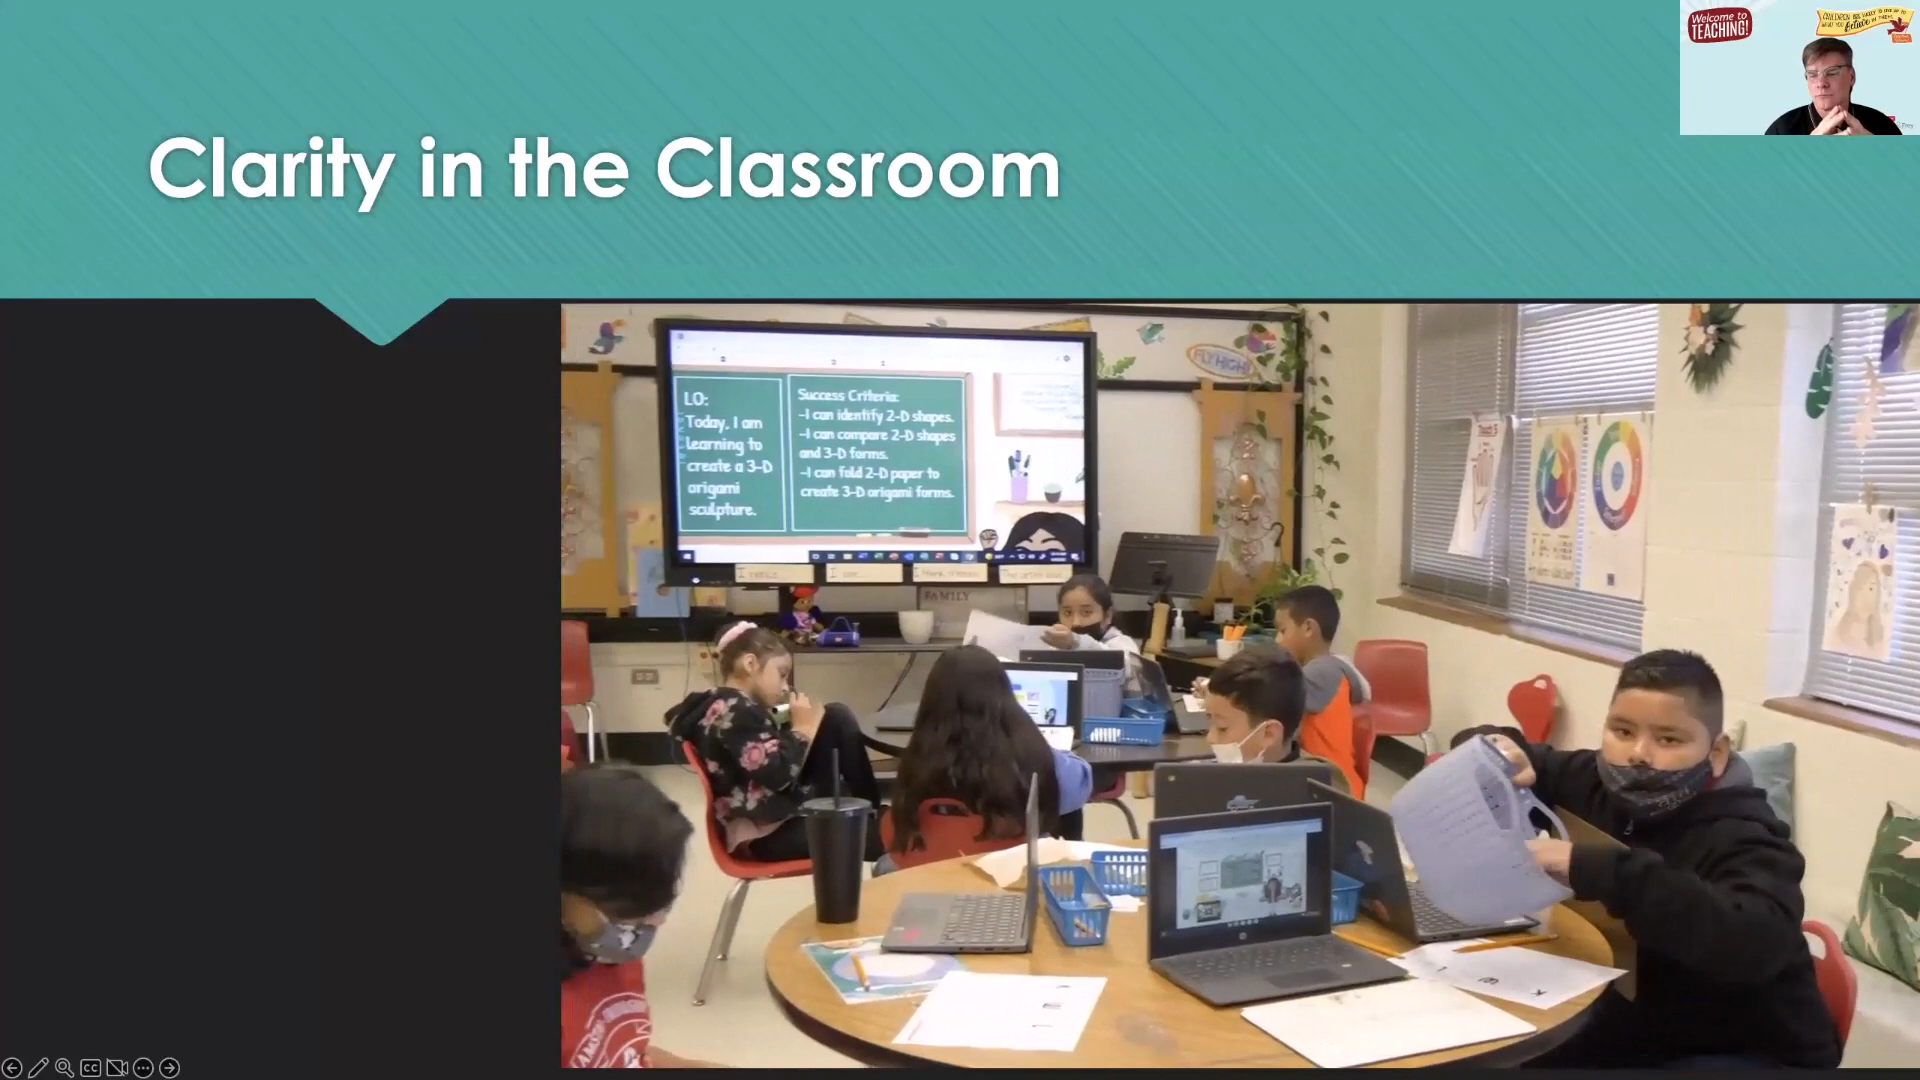 Clarity in the Classroom
Welcome to
TEACHING!
believe
LO:
Today, I am
learning to
create a 3-D
origami
sculpture.
Success Criteria:
-I can identify 2-D shapes.
-I can compare 2-D shapes
and 3-D forms.
-I can fold 2-D paper to
create 3-D origami forms.
FLY HIGH!
FAMILY
CC